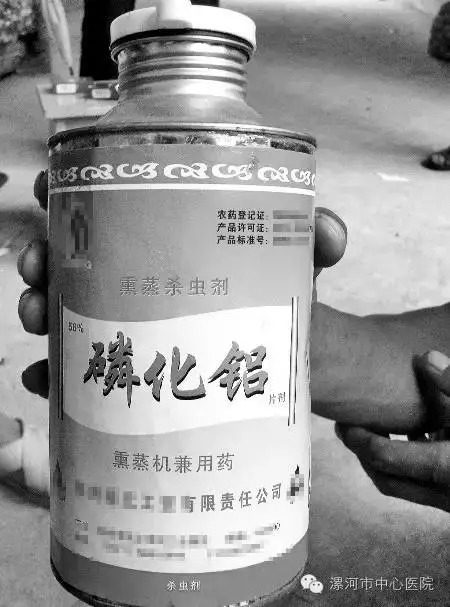 农药登记证:
产品许可证:
产品标准号:
熏蒸杀虫剂
56%
磷化铝
片剂
熏蒸机兼用药
有限责任公司
杀虫剂
漯河市中心医院